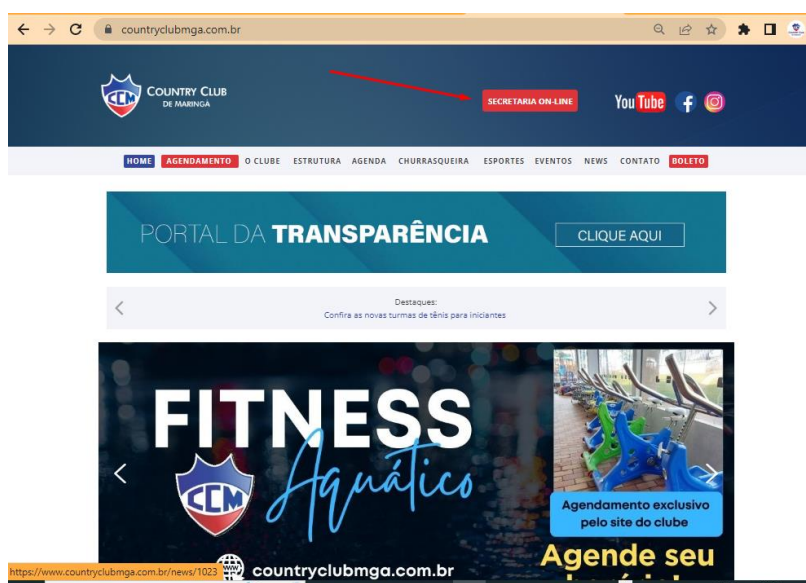 countryclubmga.com.br
COUNTRY CLUB
DE MARINGÁ
CCM
SECRETARIA ON-LINE
You Tube
HOME AGENDAMENTO O CLUBE ESTRUTURA AGENDA CHURRASQUEIRA ESPORTES EVENTOS NEWS CONTATO BOLETO
PORTAL DA TRANSPARÊNCIA
CLIQUE AQUI
Destaques:
Confira as novas turmas de tênis para iniciantes
FITNESS
Aquático
CCM
Agendamento exclusivo
pelo site do clube
Agende seu
countryclubmga.com.br
https://www.countryclubmga.com.br/news/1023